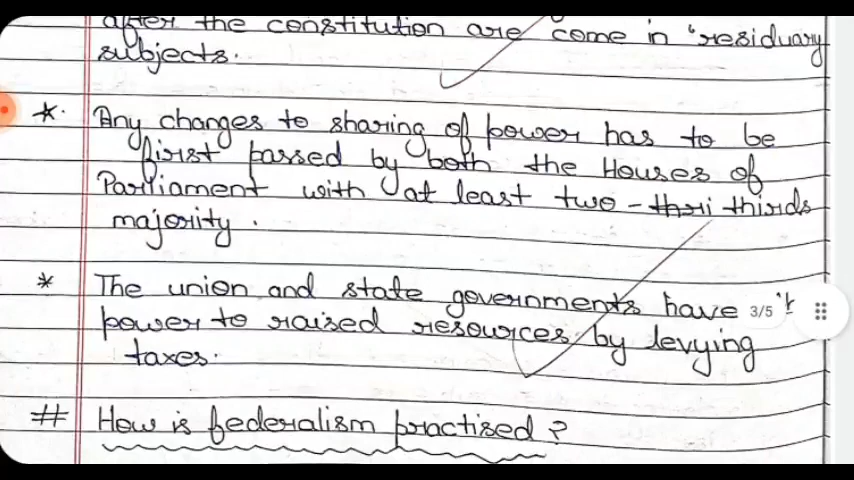 after the constitution are come in "residuary
subjects.
*. Any changes to sharing of power has to be
first passed by both the Houses of
Parliament with at least two - thri thirds
majority.
* The union and state governments have
3/5
power to raised resources by levying
taxes.
# How is federalism practised ?